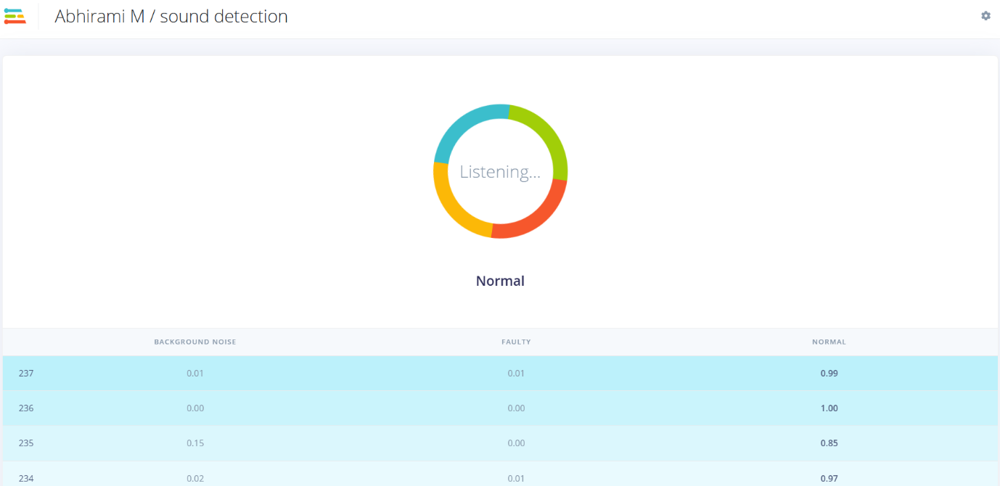 Abhirami M / sound detection
Listening...
Normal
BACKGROUND NOISE FAULTY NORMAL
237 0.01 0.01 0.99
236 0.00 0.00 1.00
235 0.15 0.00 0.85
234 0.02 0.01 0.97